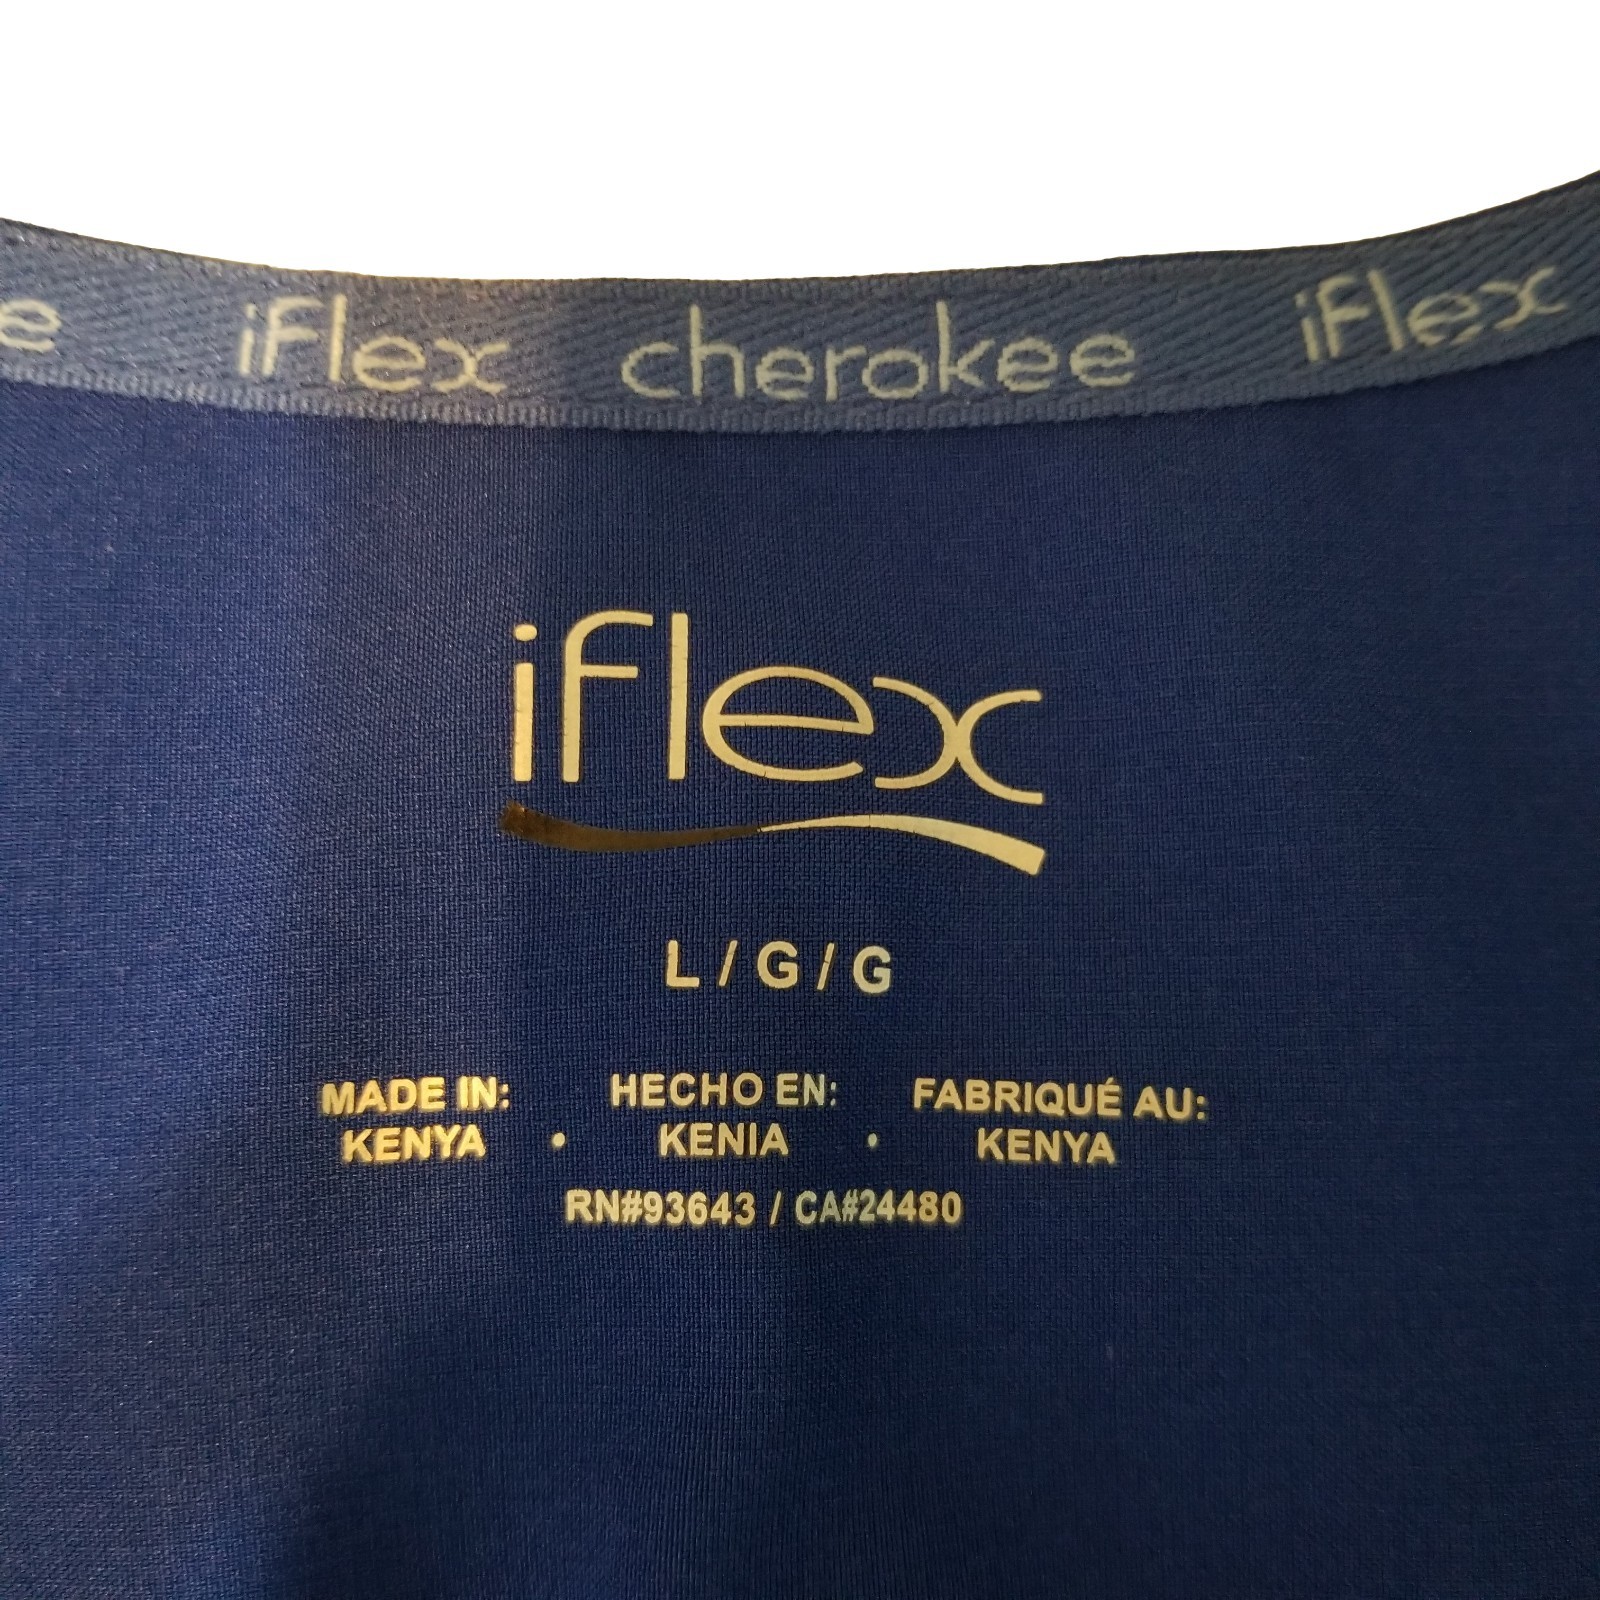 e iflex cherokee iflex
iflex
L / G / G
MADE IN: HECHO EN: FABRIQUÉ AU:
KENYA • KENIA • KENYA
RN#93643 / CA#24480